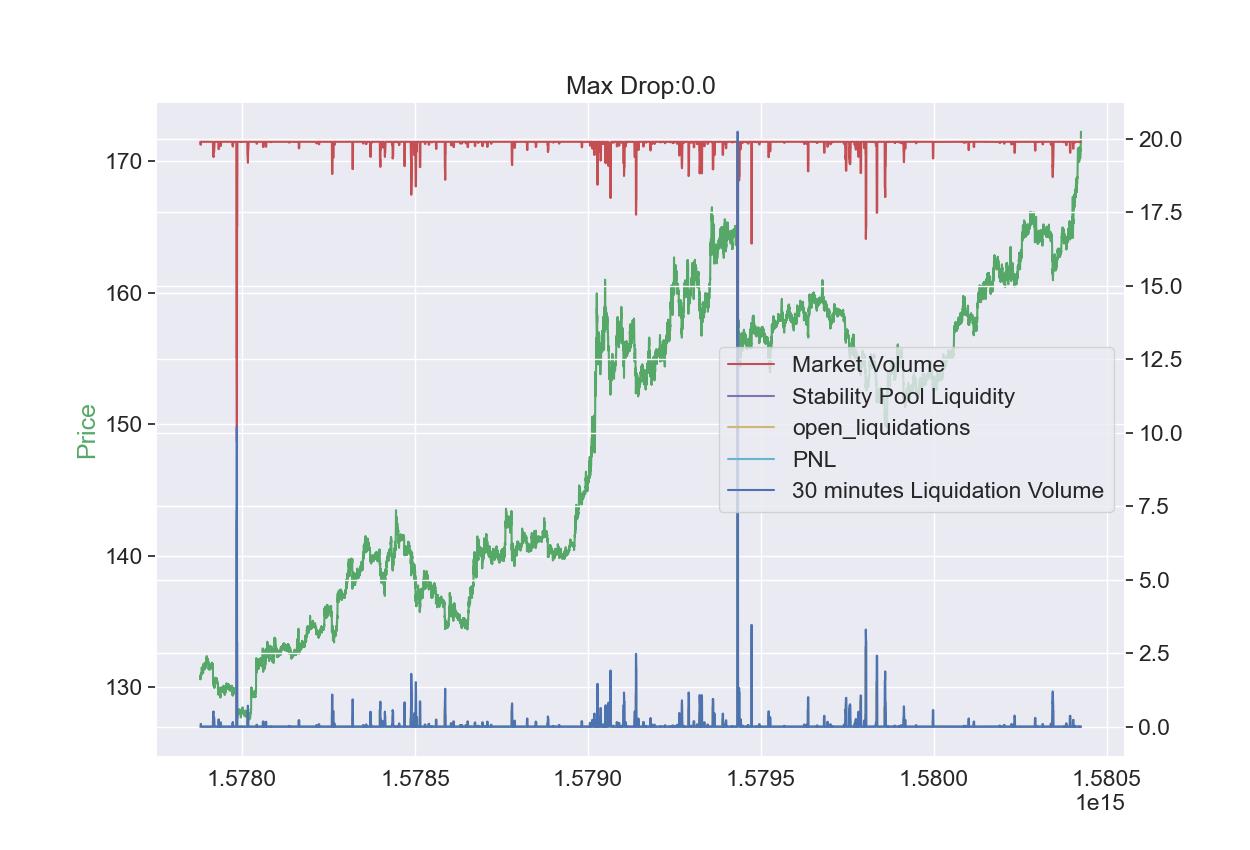 Max Drop:0.0
170
160
150
140
130
Price
20.0
17.5
15.0
12.5
10.0
7.5
5.0
2.5
0.0
Market Volume
Stability Pool Liquidity
open_liquidations
PNL
30 minutes Liquidation Volume
1.5780 1.5785 1.5790 1.5795 1.5800 1.5805
1e15